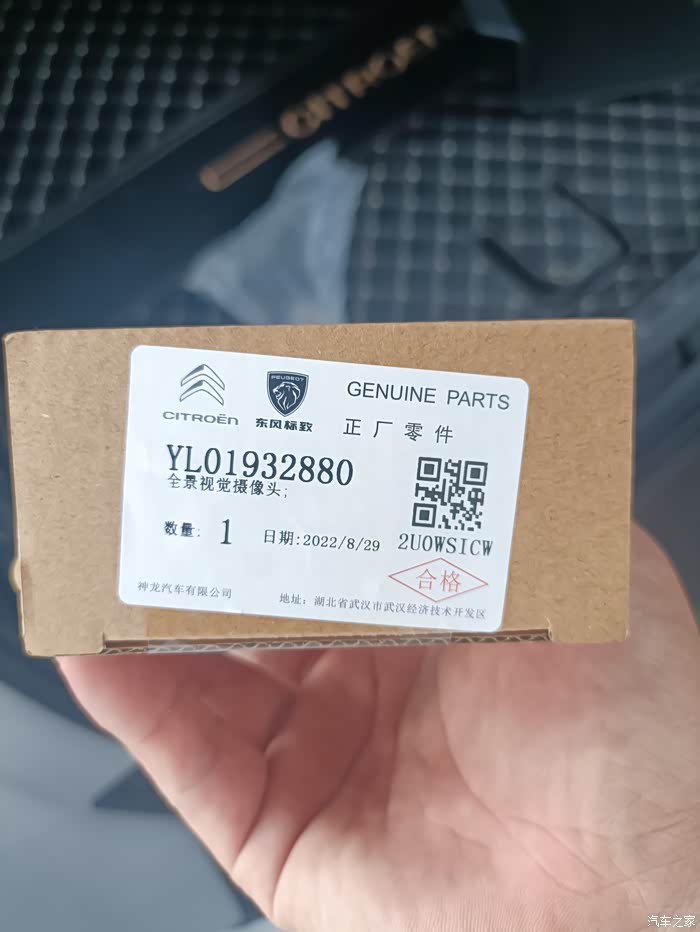 CITROËN
CITROËN
PEUGEOT
东风标致
GENUINE PARTS
正厂零件
YL01932880
全景视觉摄像头;
数量: 1 日期:2022/8/29
2U0WSICW
合格
神龙汽车有限公司
地址: 湖北省武汉市武汉经济技术开发区
汽车之家